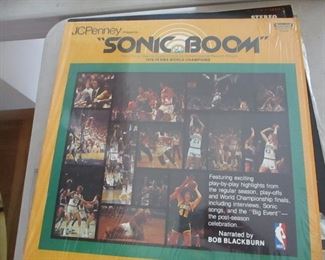 STEREO
JCPenney
"SONIC BOOM"
1978-79 NBA WORLD CHAMPIONS
Featuring exciting
play-by-play highlights from
the regular season, play-offs
and World Championship finals,
including interviews, Sonic
songs, and the "Big Event"—
the post-season
celebration...
Narrated by
BOB BLACKBURN
NBA